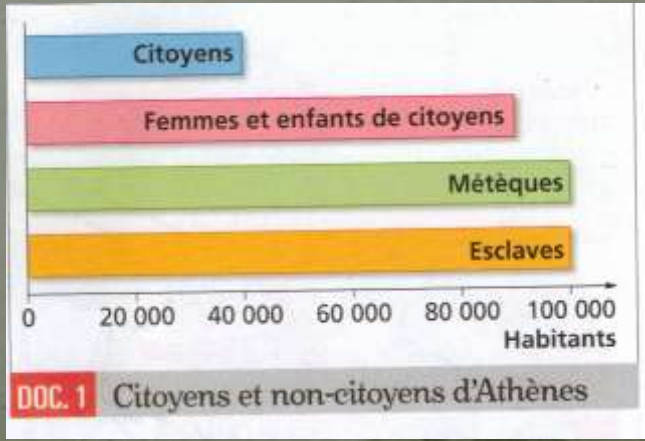 Citoyens
Femmes et enfants de citoyens
Métèques
Esclaves
0 20 000 40 000 60 000 80 000 100 000
Habitants
DOC. 1 Citoyens et non-citoyens d'Athènes